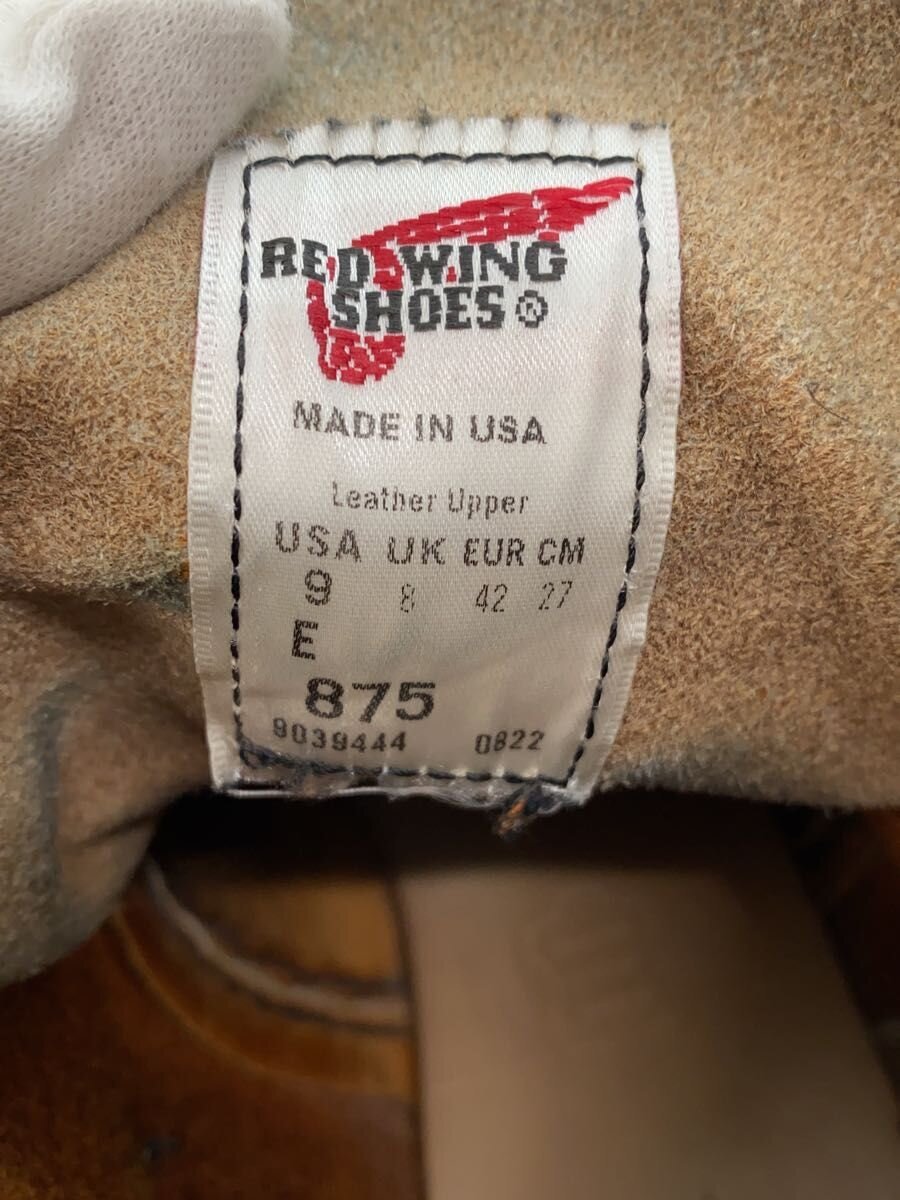 RED WING
SHOES®
MADE IN USA
Leather Upper
USA UK EUR CM
9 8 42 27
E
875
9039444 0822